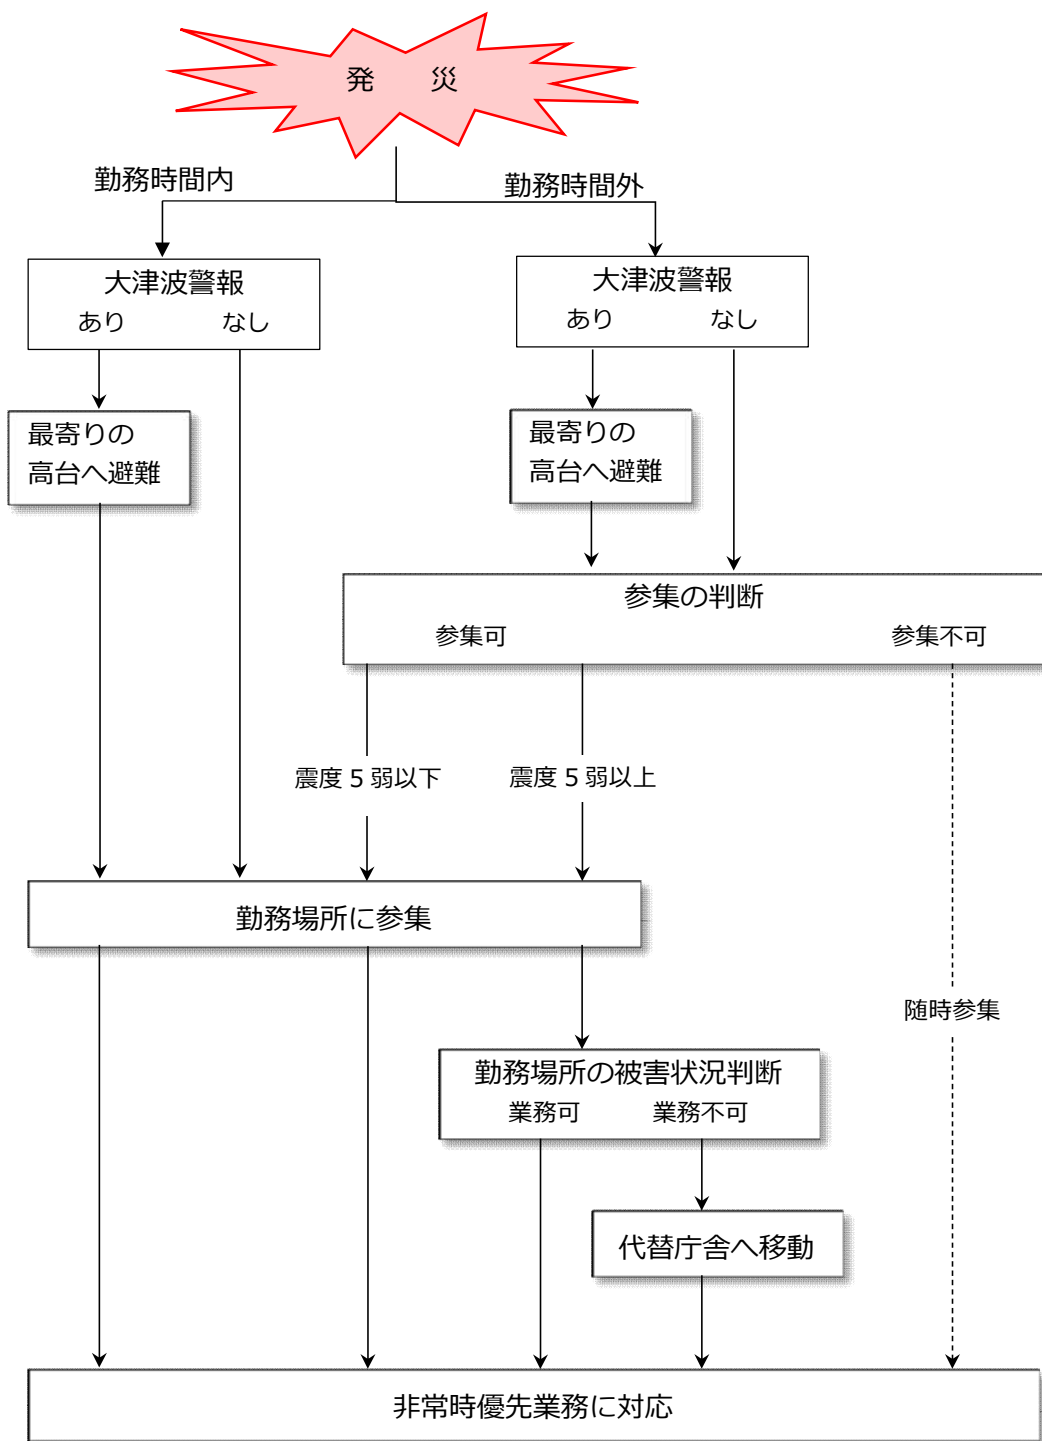 発　　災
勤務時間内
勤務時間外
大津波警報
あり　なし
大津波警報
あり　なし
最寄りの
高台へ避難
最寄りの
高台へ避難
参集の判断
参集可　参集不可
震度５弱以下
震度５弱以上
勤務場所に参集
随時参集
勤務場所の被害状況判断
業務可　業務不可
代替庁舎へ移動
非常時優先業務に対応